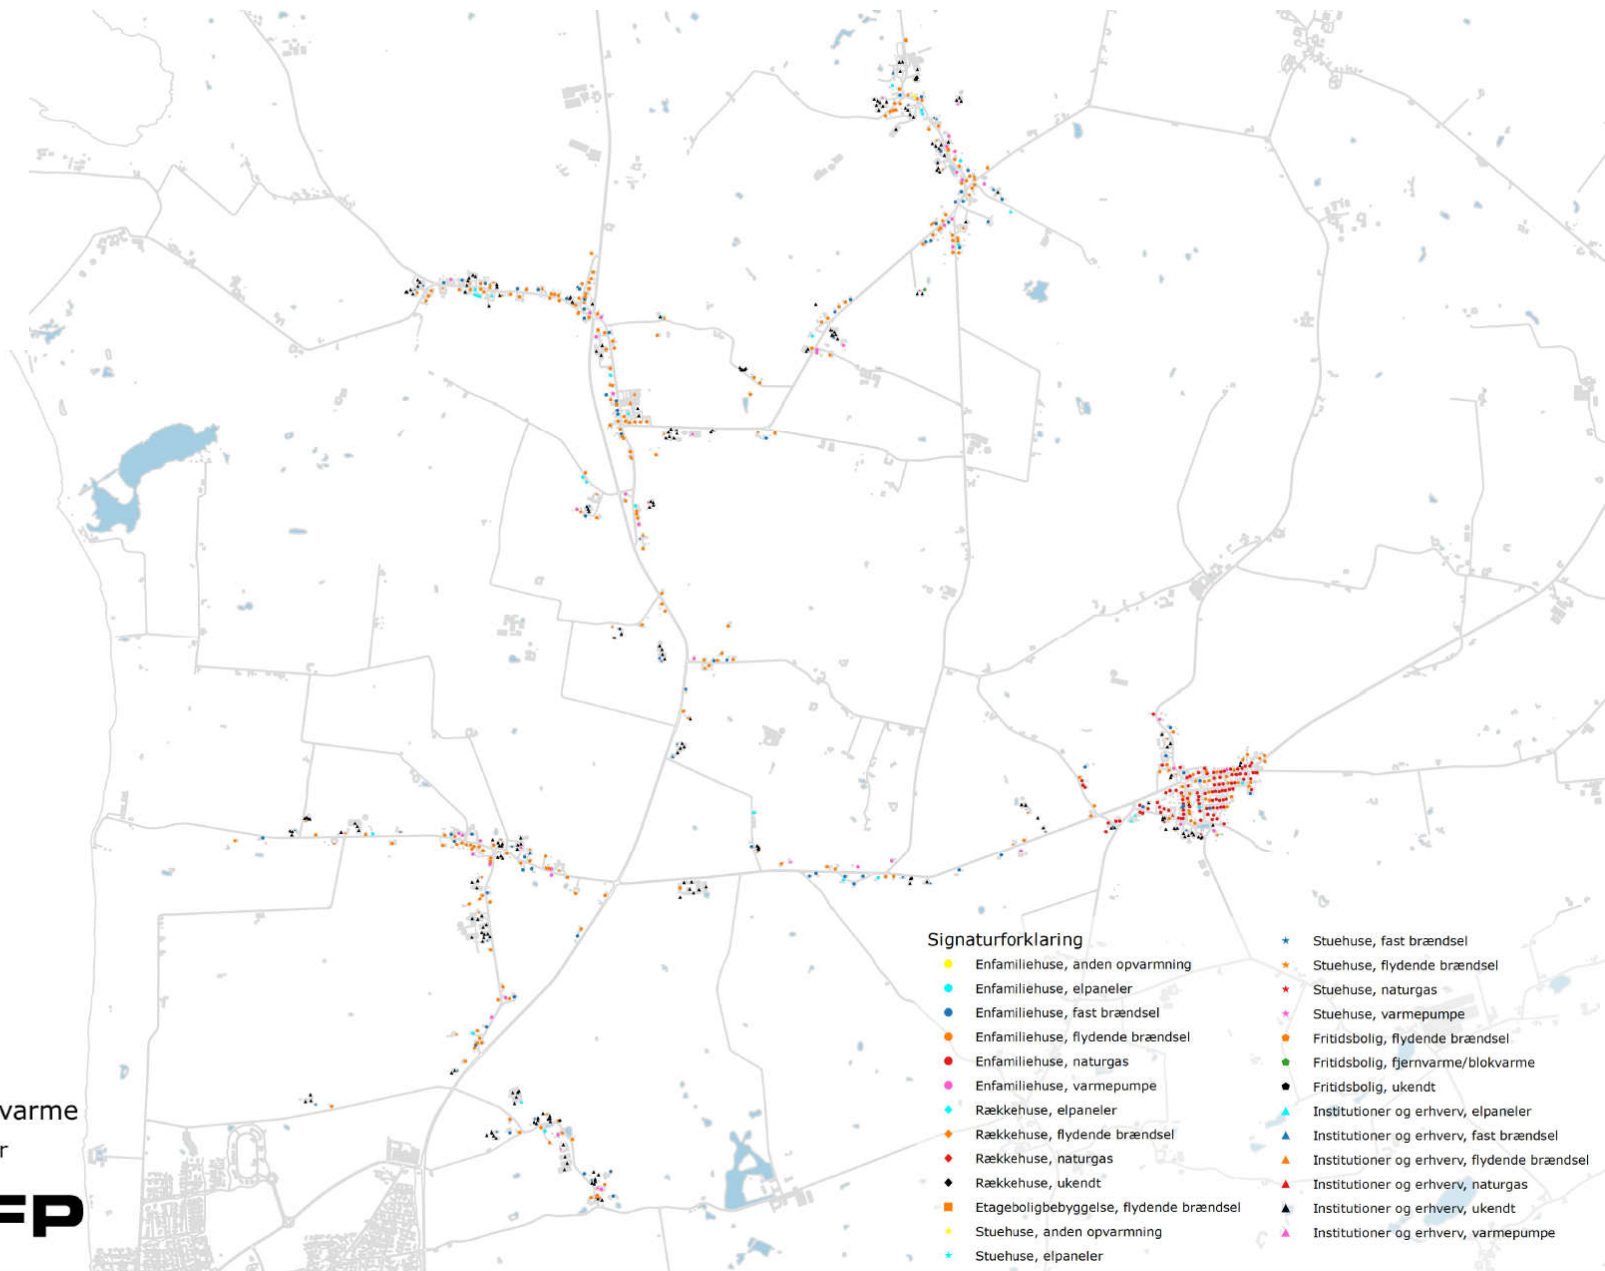 varme
r
FP
Signaturforklaring
Enfamiliehuse, anden opvarmning
Enfamiliehuse, elpaneler
Enfamiliehuse, fast brændsel
Enfamiliehuse, flydende brændsel
Enfamiliehuse, naturgas
Enfamiliehuse, varmepumpe
Rækkehuse, elpaneler
Rækkehuse, flydende brændsel
Rækkehuse, naturgas
Rækkehuse, ukendt
Etageboligbebyggelse, flydende brændsel
Stuehuse, anden opvarmning
Stuehuse, elpaneler
Stuehuse, fast brændsel
Stuehuse, flydende brændsel
Stuehuse, naturgas
Stuehuse, varmepumpe
Fritidsbolig, flydende brændsel
Fritidsbolig, fjernvarme/blokvarme
Fritidsbolig, ukendt
Institutioner og erhverv, elpaneler
Institutioner og erhverv, fast brændsel
Institutioner og erhverv, flydende brændsel
Institutioner og erhverv, naturgas
Institutioner og erhverv, ukendt
Institutioner og erhverv, varmepumpe